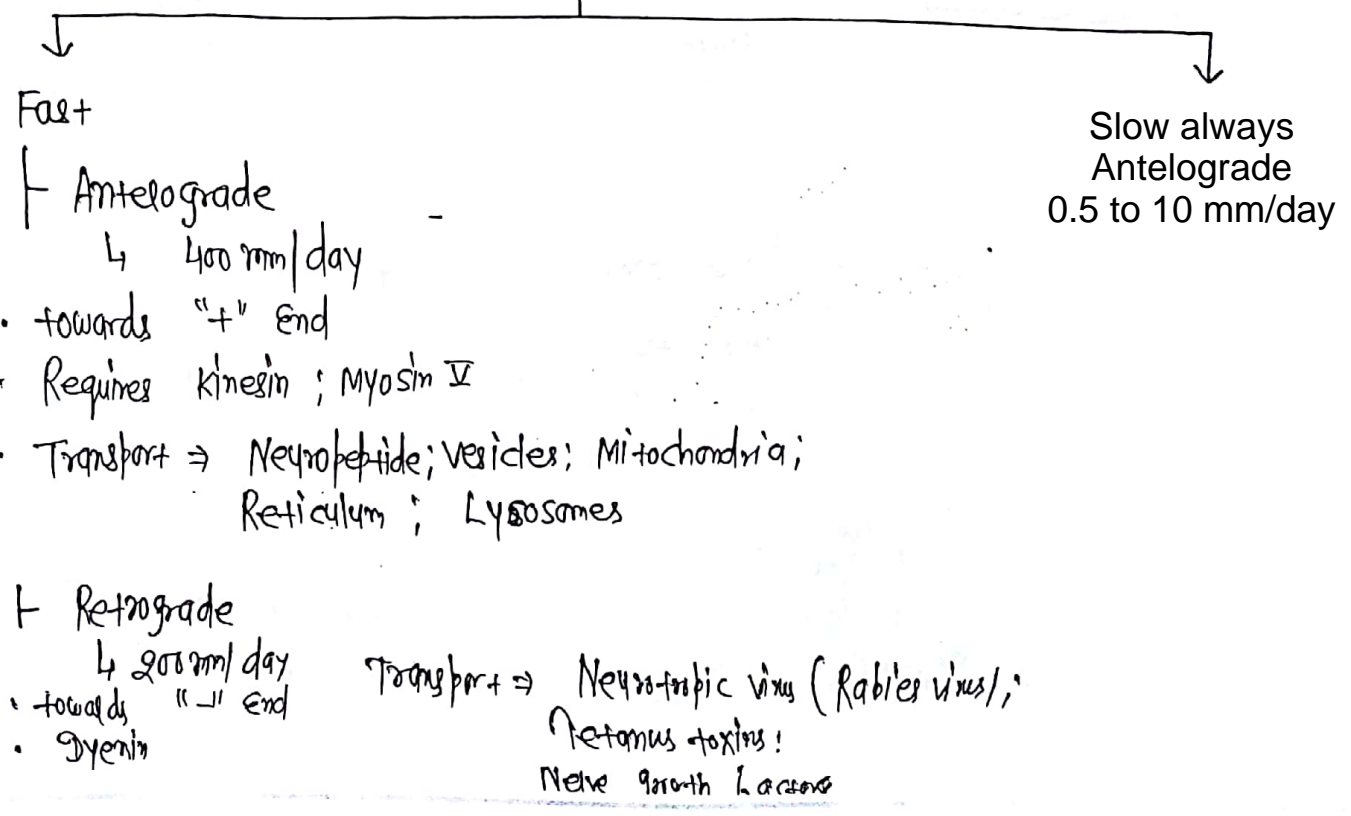 Fast
Anterograde
↳ 400 mm/day
• towards "+" End
• Requires Kinesin ; Myosin V
• Transport ⇒ Neuropeptide; Vesicles; Mitochondria;
Reticulum ; Lysosomes
Retrograde
↳ 200 mm/day
• towards "-" End
• Dyenin
Transport ⇒ Neurotropic virus (Rabies virus);
Tetanus toxins;
Nerve growth
Slow always
Antelograde
0.5 to 10 mm/day